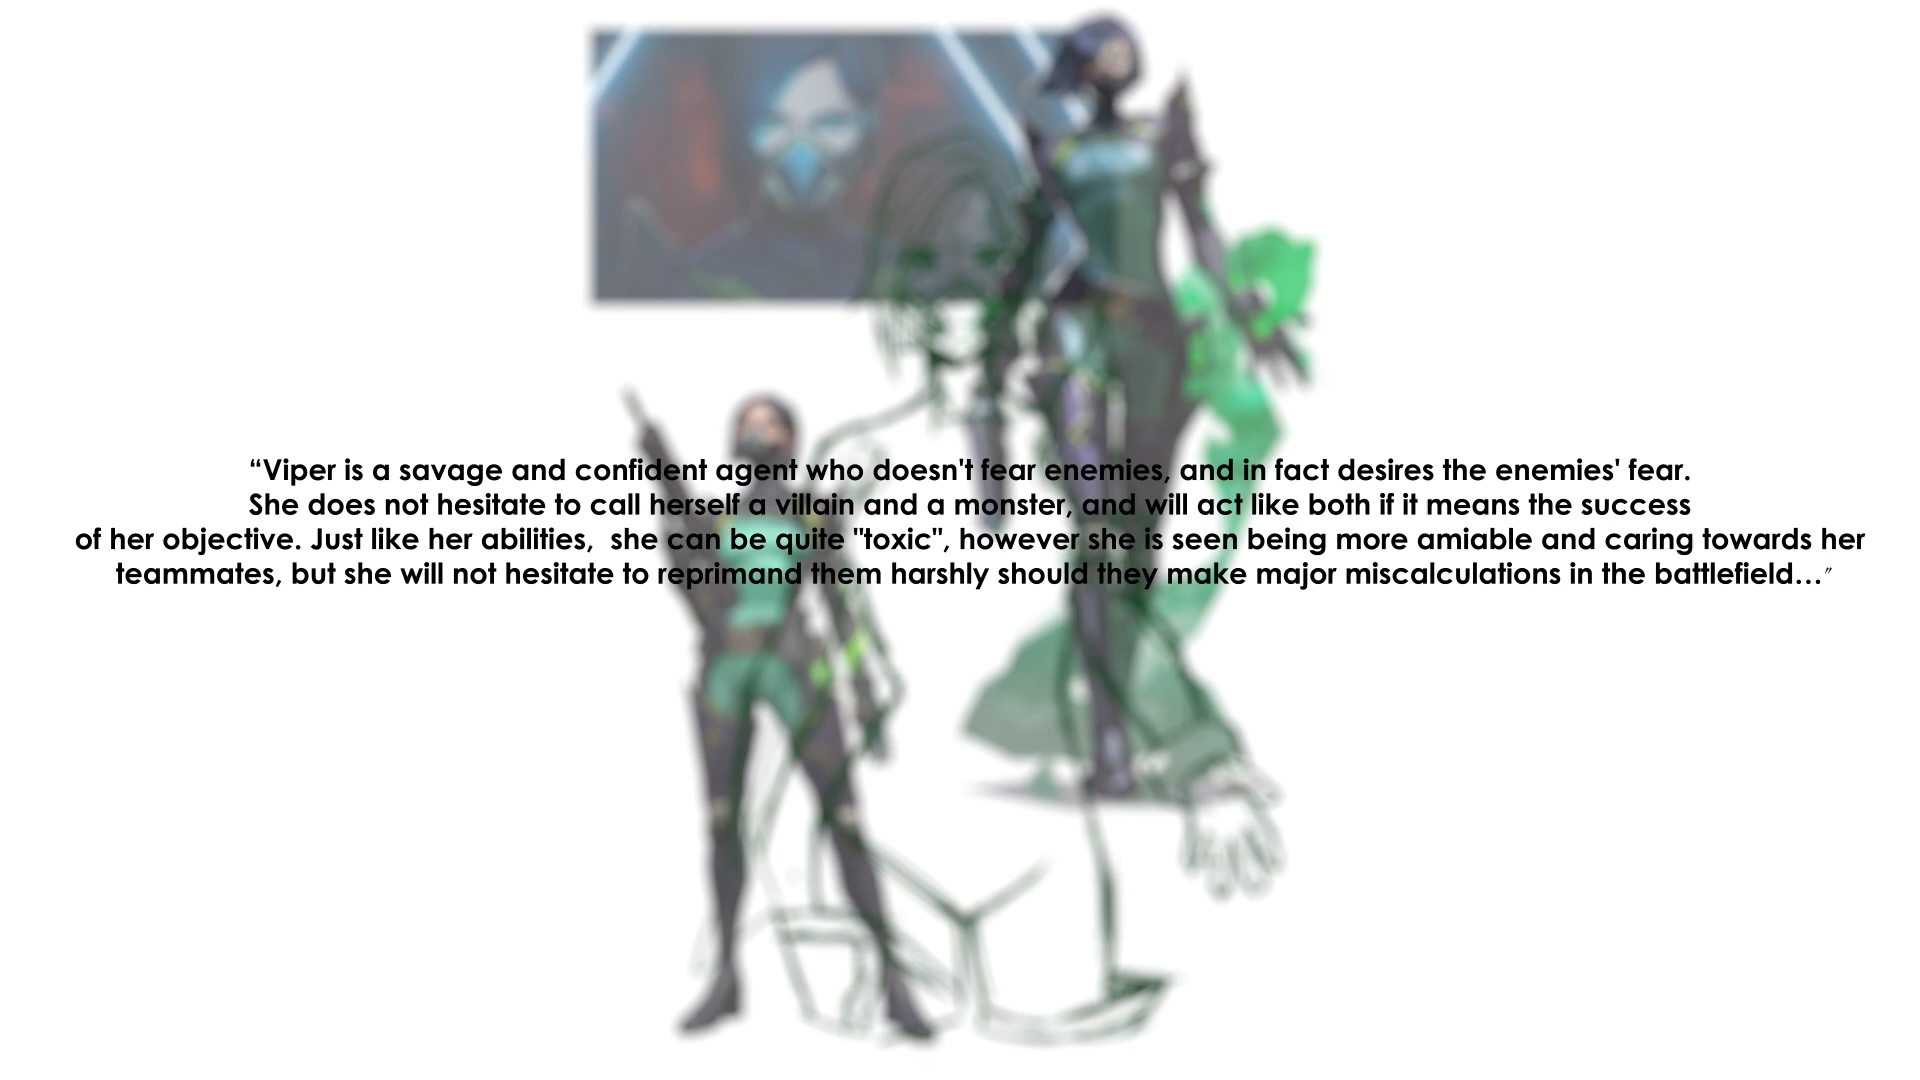 “Viper is a savage and confident agent who doesn't fear enemies, and in fact desires the enemies' fear.
She does not hesitate to call herself a villain and a monster, and will act like both if it means the success
of her objective. Just like her abilities,  she can be quite "toxic", however she is seen being more amiable and caring towards her
teammates, but she will not hesitate to reprimand them harshly should they make major miscalculations in the battlefield…”